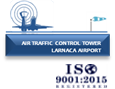 AIR TRAFFIC CONTROL TOWER
LARNACA AIRPORT
ISO
9001:2015
REGISTERED